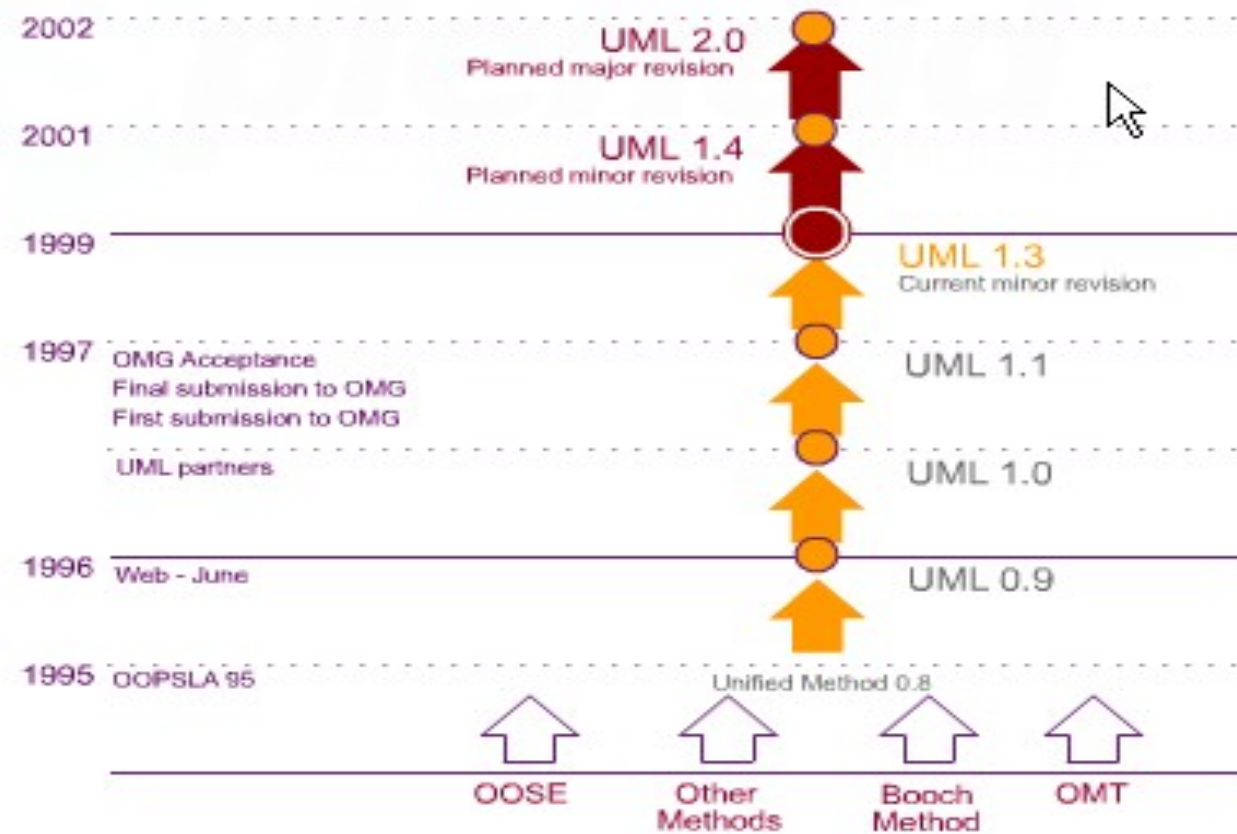 2002
UML 2.0
Planned major revision
2001
UML 1.4
Planned minor revision
1999
UML 1.3
Current minor revision
1997
OMG Acceptance
UML 1.1
Final submission to OMG
First submission to OMG
UML partners
UML 1.0
1996
Web - June
UML 0.9
1995
OOPSLA 95
Unified Method 0.8
OOSE
Other
Methods
Booch
Method
OMT